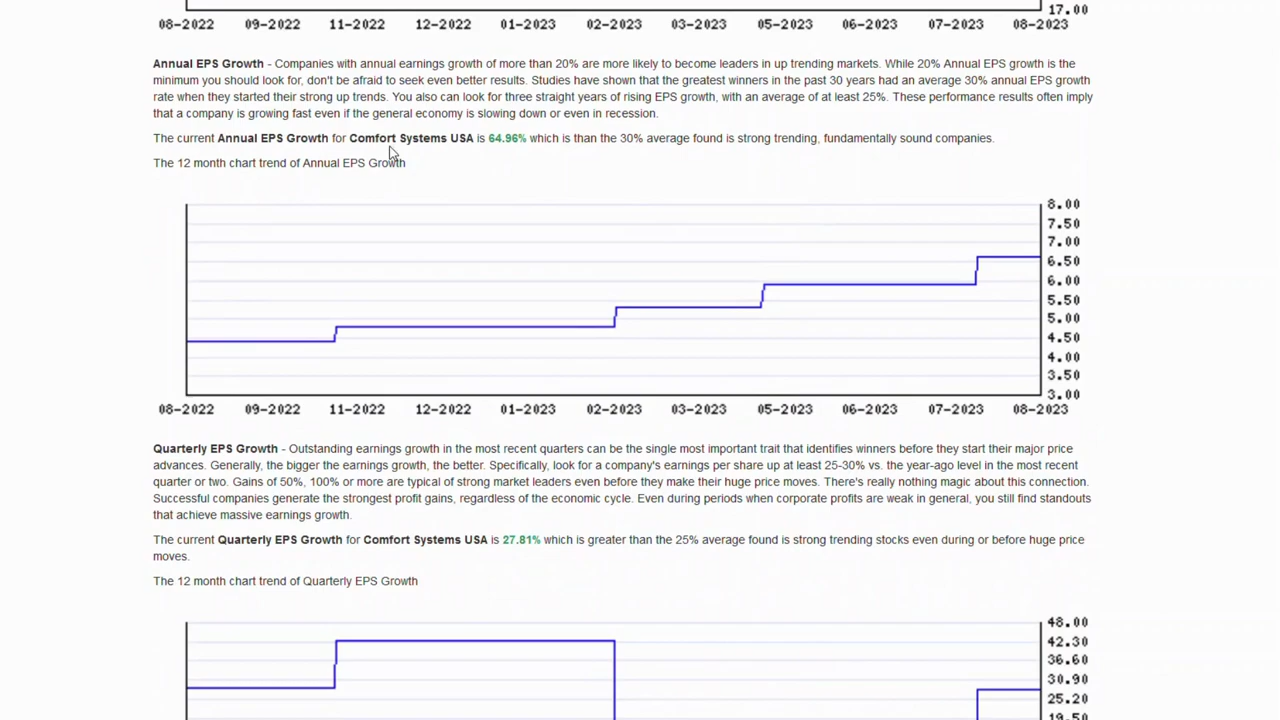 17.00
08-2022 09-2022 11-2022 12-2022 01-2023 02-2023 03-2023 05-2023 06-2023 07-2023 08-2023
Annual EPS Growth - Companies with annual earnings growth of more than 20% are more likely to become leaders in up trending markets. While 20% Annual EPS growth is the
minimum you should look for, don't be afraid to seek even better results. Studies have shown that the greatest winners in the past 30 years had an average 30% annual EPS growth
rate when they started their strong up trends. You also can look for three straight years of rising EPS growth, with an average of at least 25%. These performance results often imply
that a company is growing fast even if the general economy is slowing down or even in recession.
The current Annual EPS Growth for Comfort Systems USA is 64.96% which is than the 30% average found is strong trending, fundamentally sound companies.
The 12 month chart trend of Annual EPS Growth
8.00
7.50
7.00
6.50
6.00
5.50
5.00
4.50
4.00
3.50
3.00
08-2022 09-2022 11-2022 12-2022 01-2023 02-2023 03-2023 05-2023 06-2023 07-2023 08-2023
Quarterly EPS Growth - Outstanding earnings growth in the most recent quarters can be the single most important trait that identifies winners before they start their major price
advances. Generally, the bigger the earnings growth, the better. Specifically, look for a company's earnings per share up at least 25-30% vs. the year-ago level in the most recent
quarter or two. Gains of 50%, 100% or more are typical of strong market leaders even before they make their huge price moves. There's really nothing magic about this connection.
Successful companies generate the strongest profit gains, regardless of the economic cycle. Even during periods when corporate profits are weak in general, you still find standouts
that achieve massive earnings growth.
The current Quarterly EPS Growth for Comfort Systems USA is 27.81% which is greater than the 25% average found is strong trending stocks even during or before huge price
moves.
The 12 month chart trend of Quarterly EPS Growth
48.00
42.30
36.60
30.90
25.20
19.50